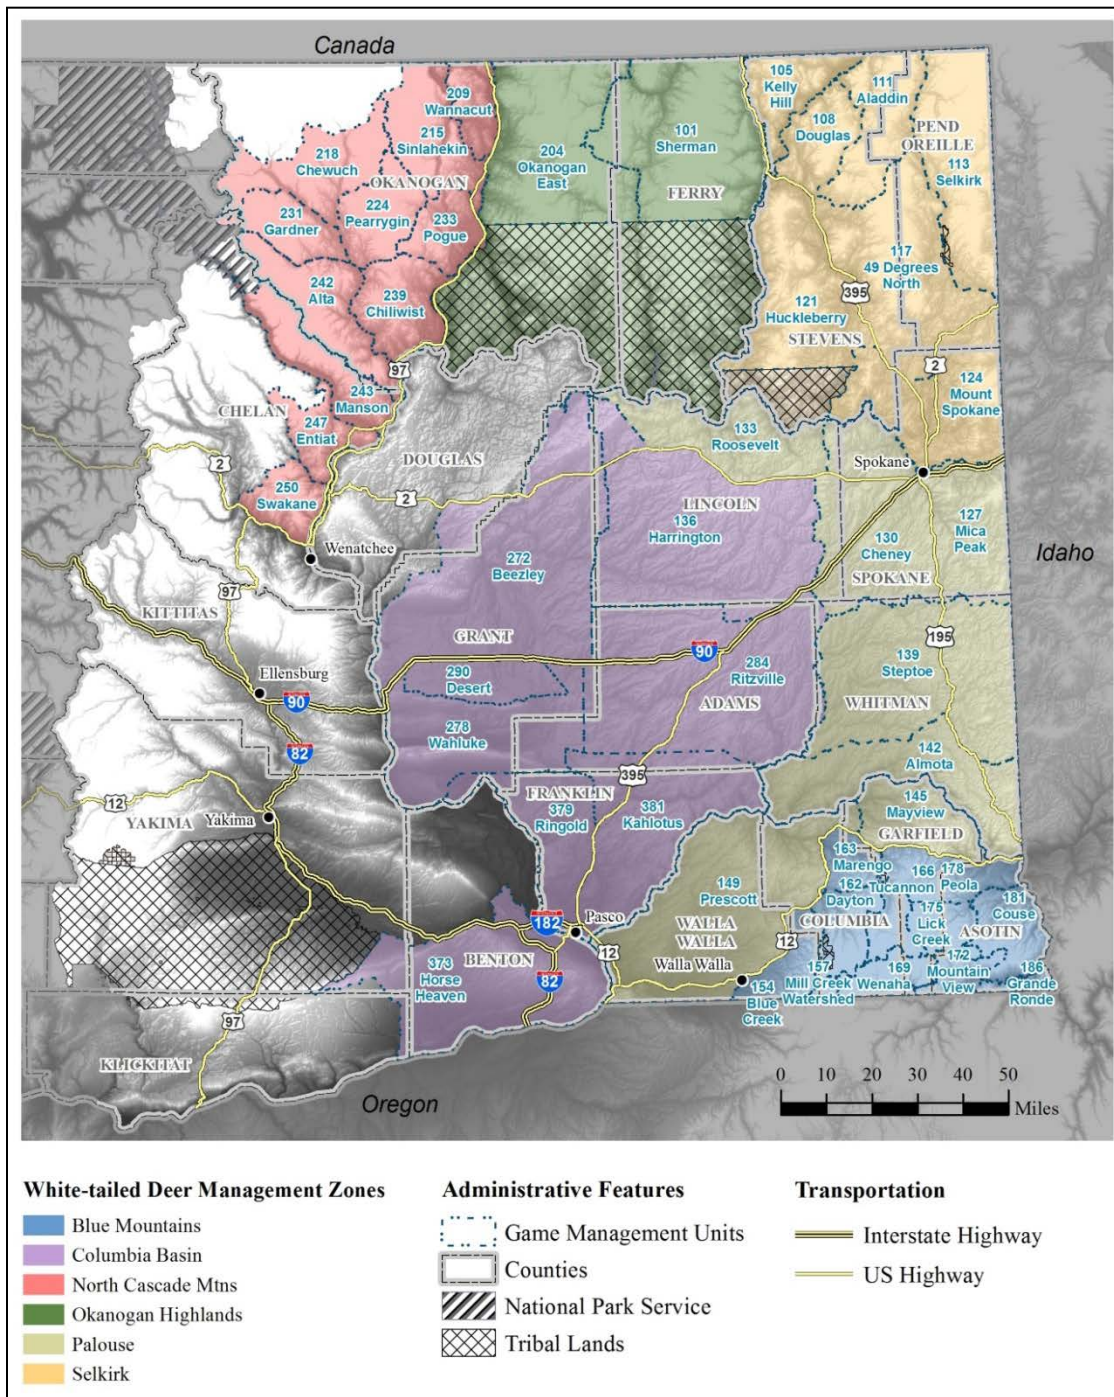 Canada
105
Kelly
Hill
111
Aladdin
209
Wannacut
108
Douglas
101
Sherman
PEND
OREILLE
215
Sinlahekin
204
Okanogan
East
218
Chewuch
113
Selkirk
OKANOGAN
FERRY
231
Gardner
224
Pearrygin
233
Pogue
117
49 Degrees
North
242
Alta
239
Chiliwist
121
Huckleberry
395
STEVENS
97
2
124
Mount
Spokane
243
Manson
CHELAN
247
Entiat
133
Roosevelt
DOUGLAS
Spokane
2
250
Swakane
2
LINCOLN
136
Harrington
127
Mica
Peak
130
Cheney
Idaho
Wenatchee
272
Beezley
SPOKANE
97
KITTITAS
GRANT
195
90
139
Steptoe
Ellensburg
290
Desert
284
Ritzville
90
ADAMS
WHITMAN
278
Wahluke
82
142
Almota
395
12
FRANKLIN
145
Mayview
YAKIMA
Yakima
379
Ringold
381
Kahlotus
GARFIELD
163
Marengo
166
Tucannon
178
Peola
149
Prescott
162
Dayton
181
Couse
175
Lick
Creek
182
Pasco
WALLA
WALLA
COLUMBIA
ASOTIN
12
12
BENTON
373
Horse
Heaven
Walla Walla
157
Mill Creek
Watershed
169
Wenaha
172
Mountain
View
186
Grande
Ronde
82
154
Blue
Creek
97
KLICKITAT
Oregon
0 10 20 30 40 50
Miles
White-tailed Deer Management Zones
Blue Mountains
Columbia Basin
North Cascade Mtns
Okanogan Highlands
Palouse
Selkirk
Administrative Features
Game Management Units
Counties
National Park Service
Tribal Lands
Transportation
Interstate Highway
US Highway